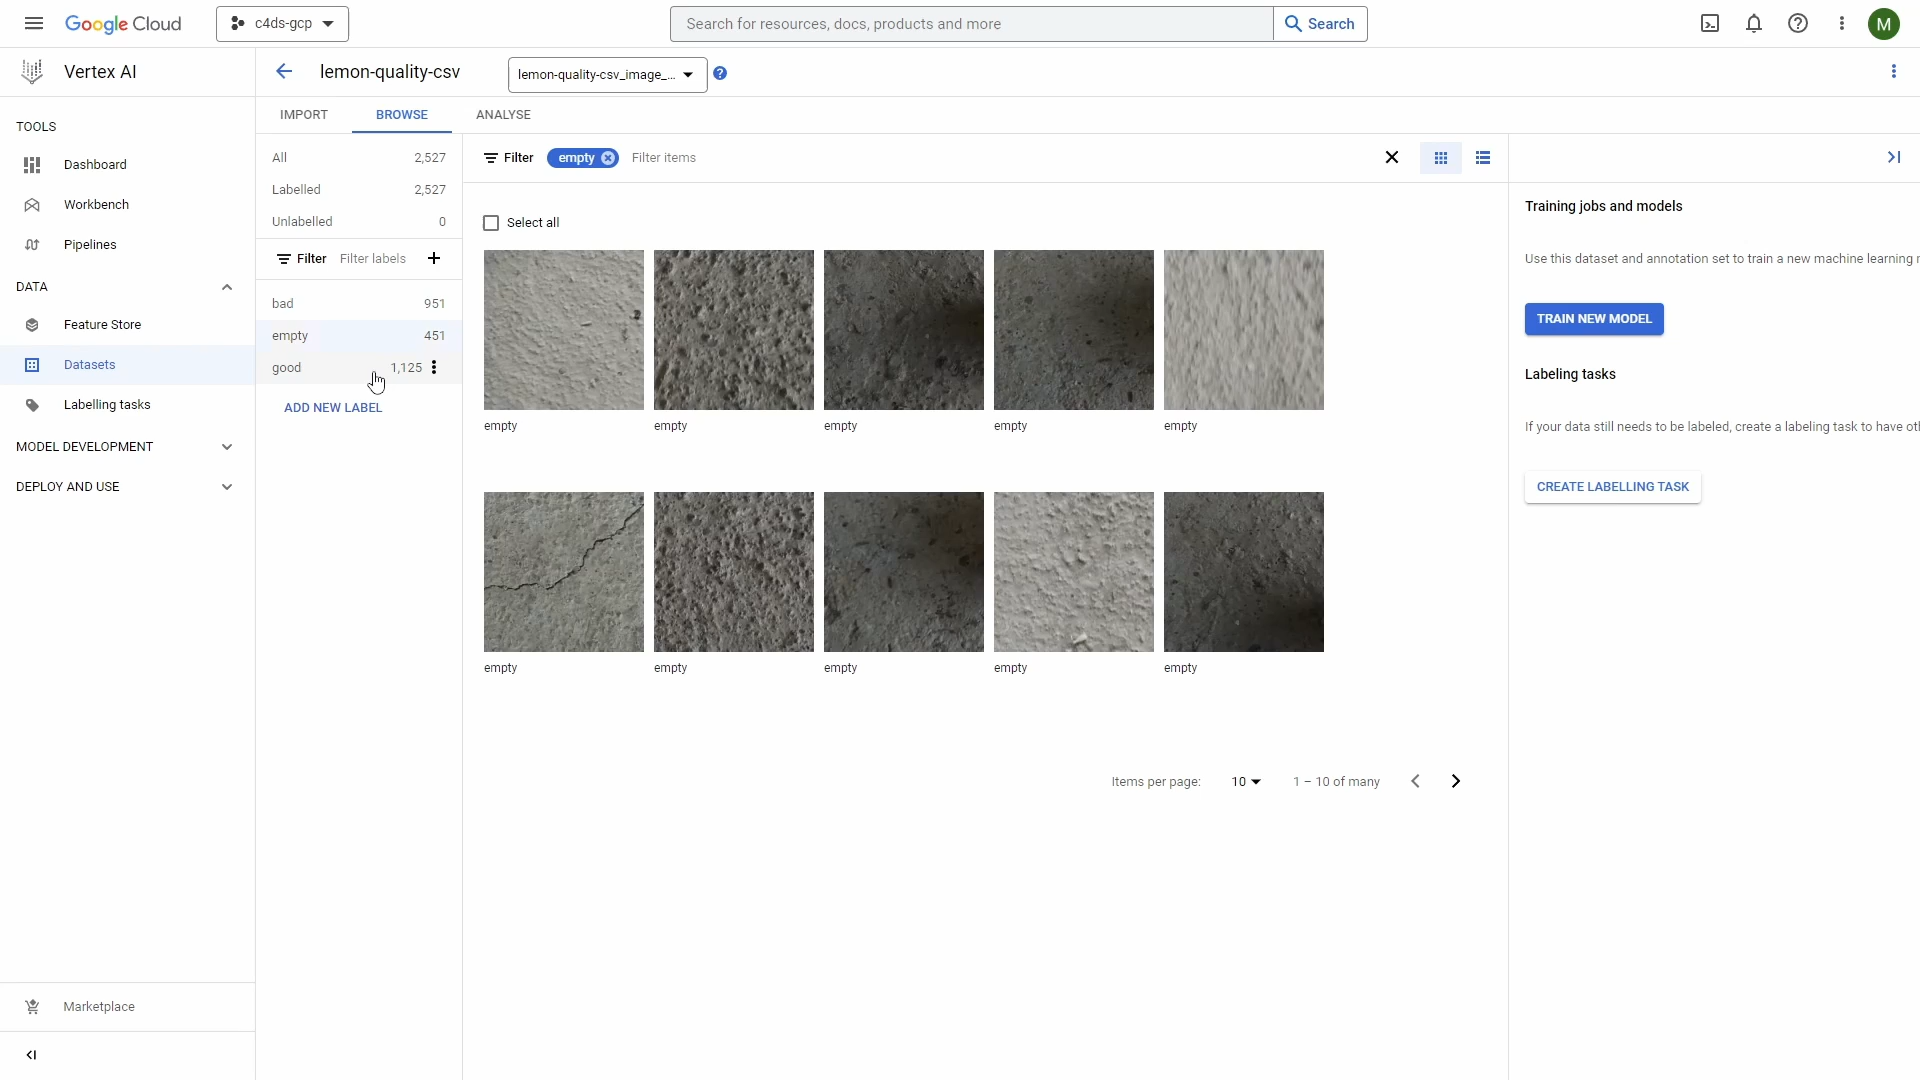 Google Cloud
c4ds-gcp
Search for resources, docs, products and more
Search
M
Vertex AI
lemon-quality-csv
lemon-quality-csv_image_...
?
TOOLS
Dashboard
Workbench
Pipelines
DATA
Feature Store
Datasets
Labelling tasks
MODEL DEVELOPMENT
DEPLOY AND USE
Marketplace
IMPORT
BROWSE
ANALYSE
All 2,527
Labelled 2,527
Unlabelled 0
Filter Filter labels
bad 951
empty 451
good 1,125
ADD NEW LABEL
Filter empty Filter items
Select all
empty empty empty empty empty
empty empty empty empty empty
Items per page: 10 1 – 10 of many
Training jobs and models
Use this dataset and annotation set to train a new machine learning
TRAIN NEW MODEL
Labeling tasks
If your data still needs to be labeled, create a labeling task to have
CREATE LABELLING TASK